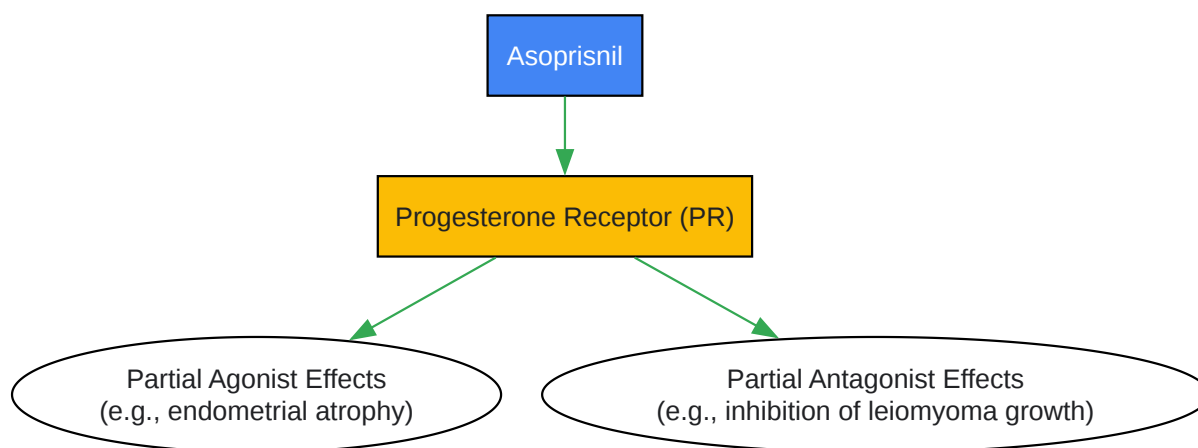 Asoprisnil
Progesterone Receptor (PR)
Partial Agonist Effects
(e.g., endometrial atrophy)
Partial Antagonist Effects
(e.g., inhibition of leiomyoma growth)